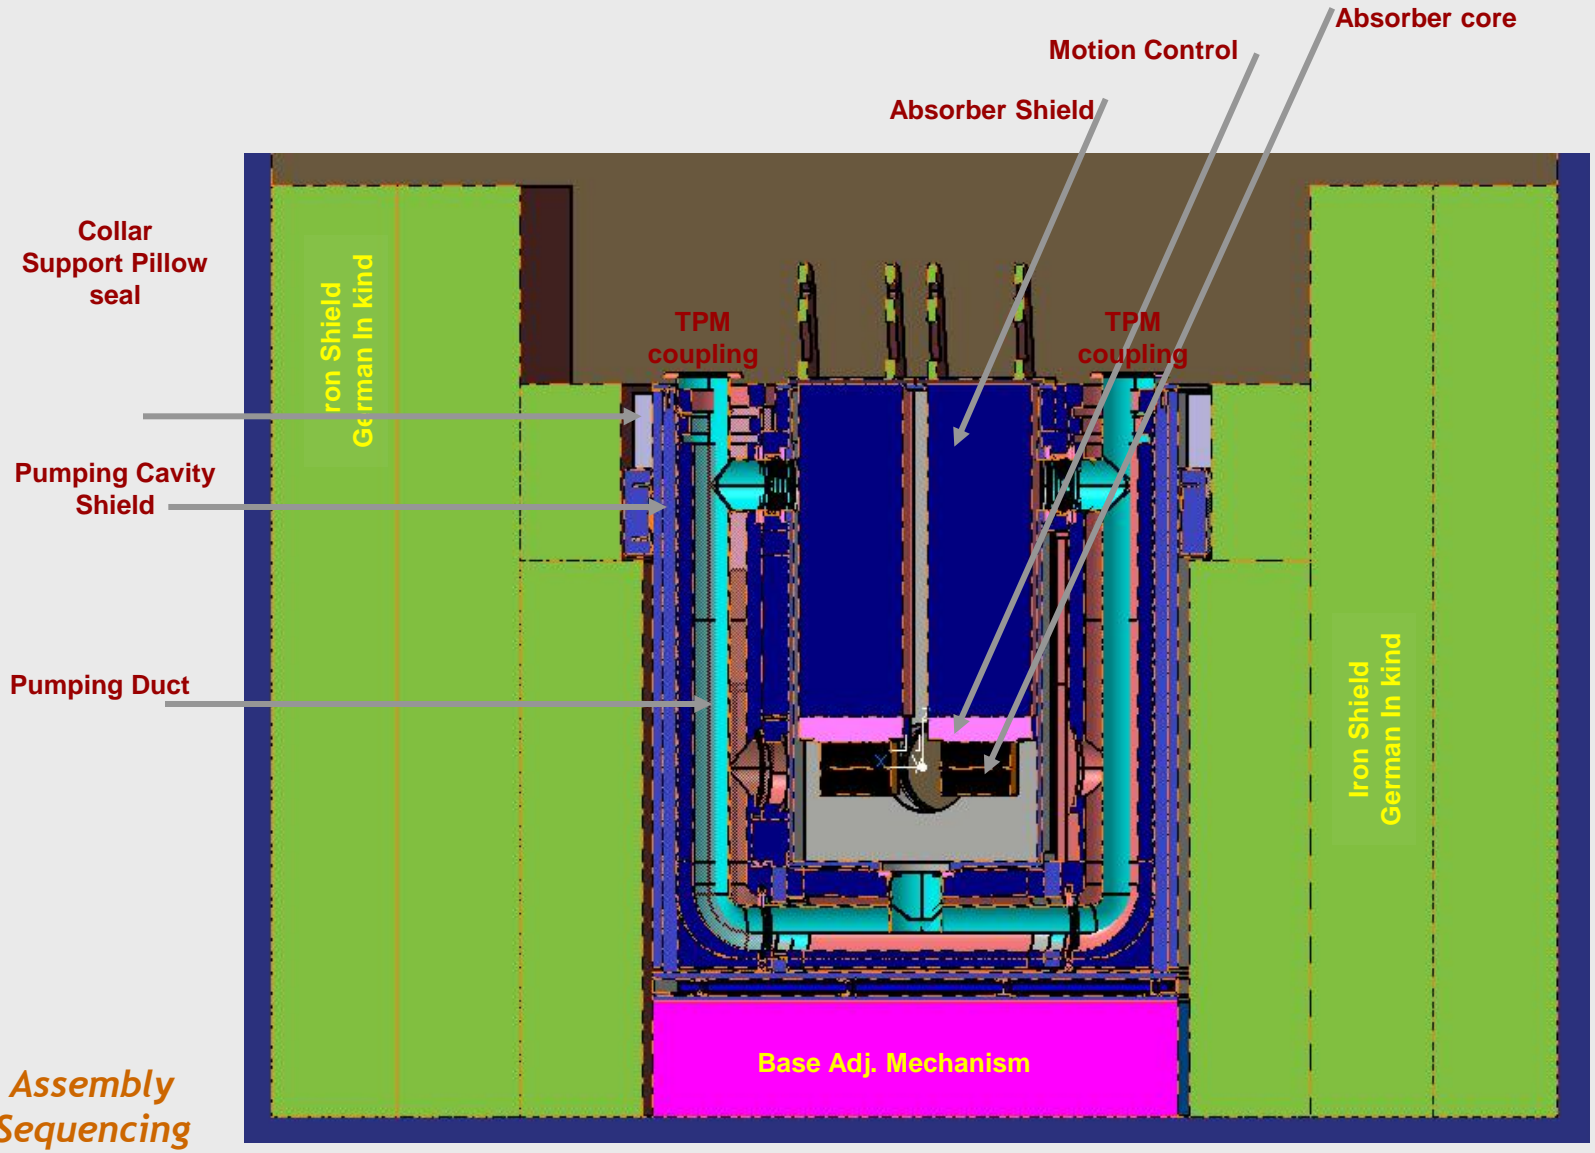 Absorber core
Motion Control
Absorber Shield
Collar
Support Pillow
seal
Iron Shield
German In kind
TPM
coupling
TPM
coupling
Pumping Cavity
Shield
Pumping Duct
Iron Shield
German In kind
Base Adj. Mechanism
Assembly
Sequencing
X